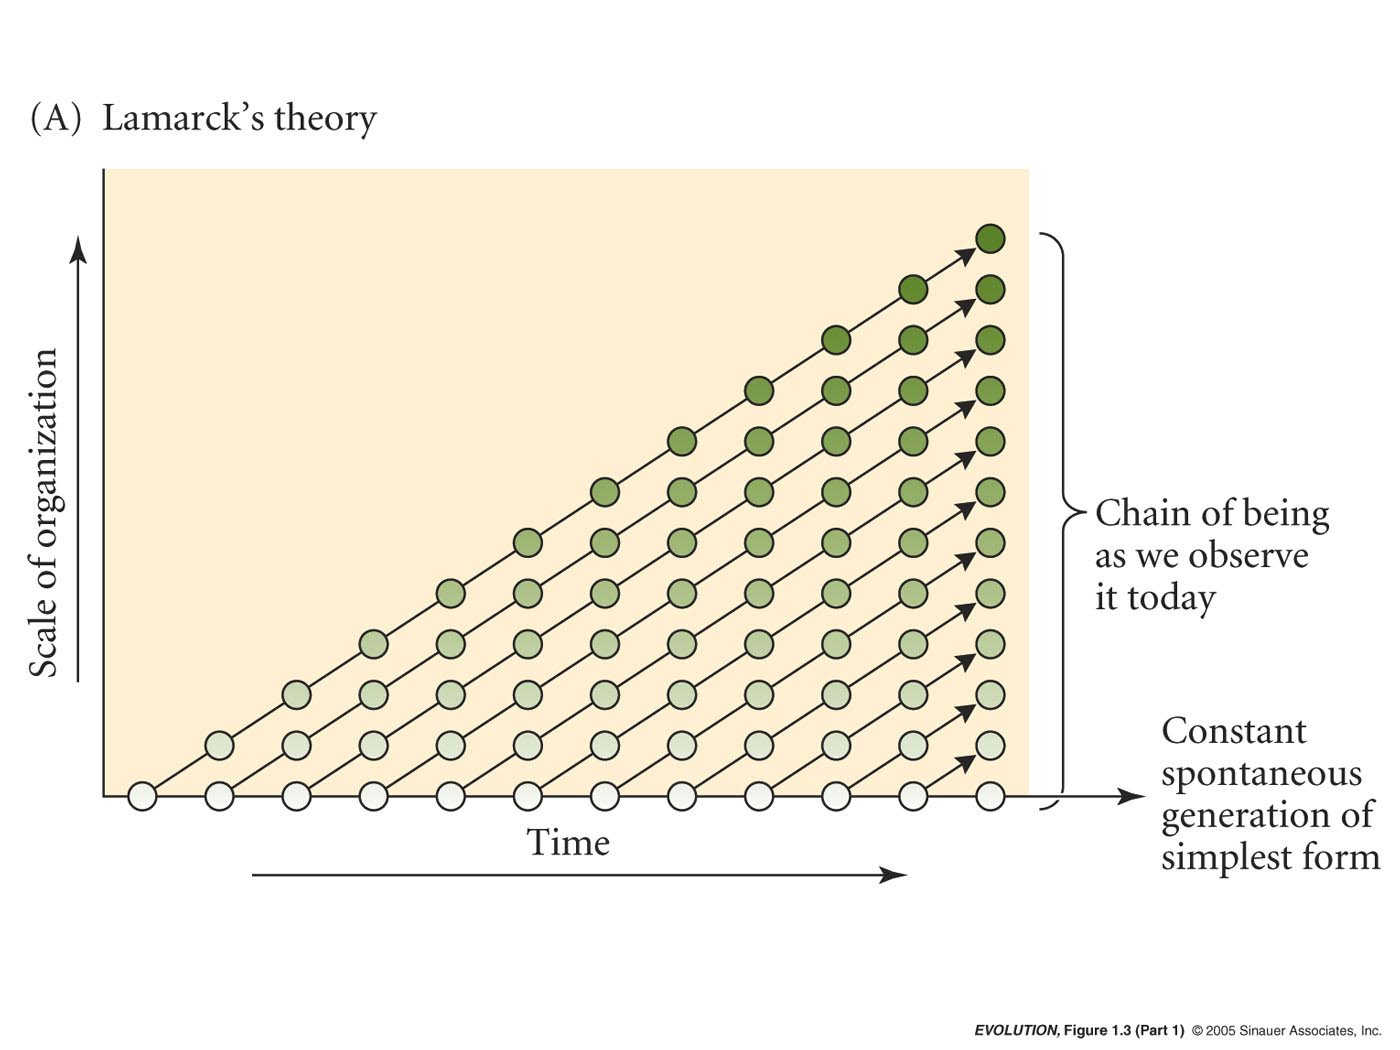 (A) Lamarck’s theory
Scale of organization
Chain of being
as we observe
it today
Constant
spontaneous
generation of
simplest form
Time
EVOLUTION, Figure 1.3 (Part 1) © 2005 Sinauer Associates, Inc.